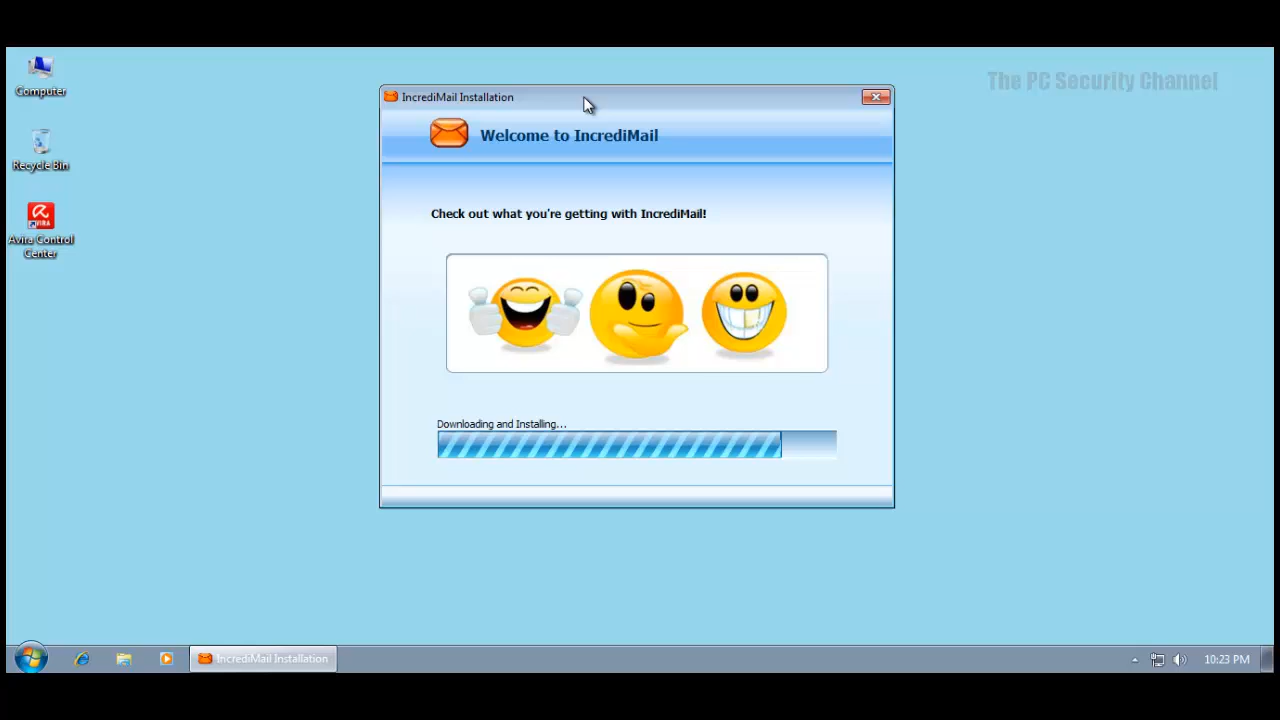 The PC Security Channel
Computer
Recycle Bin
AVIRA
Avira Control
Center
IncrediMail Installation
Welcome to IncrediMail
Check out what you're getting with IncrediMail!
Downloading and Installing...
IncrediMail Installation
10:23 PM